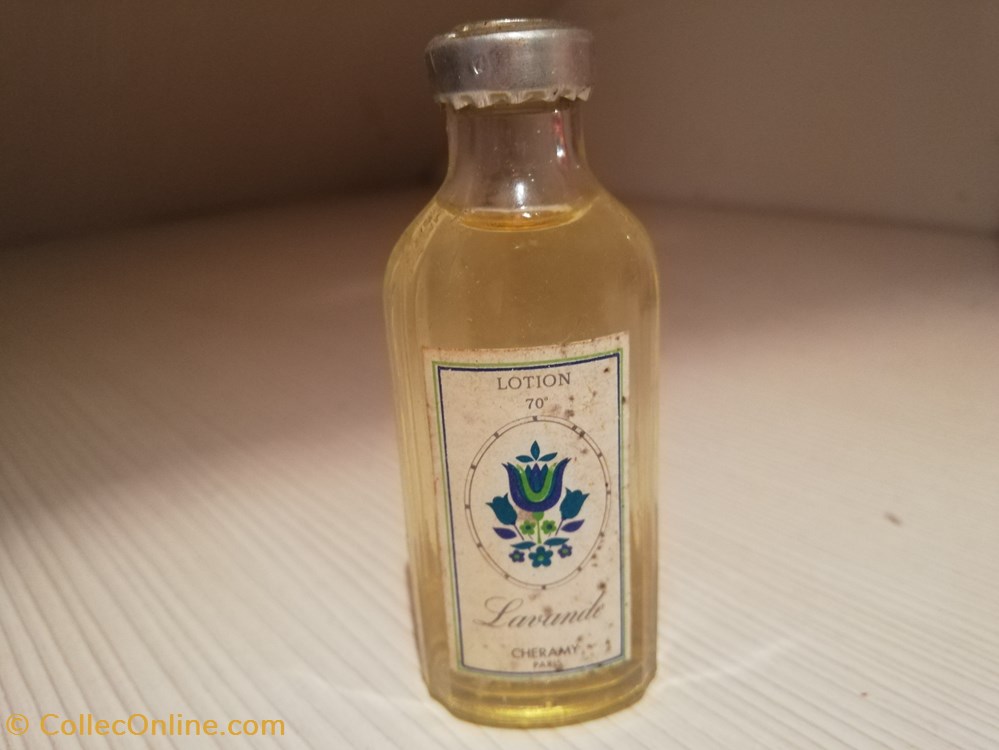 LOTION
70°
Lavande
CHERAMY
PARIS
© CollecOnline.com